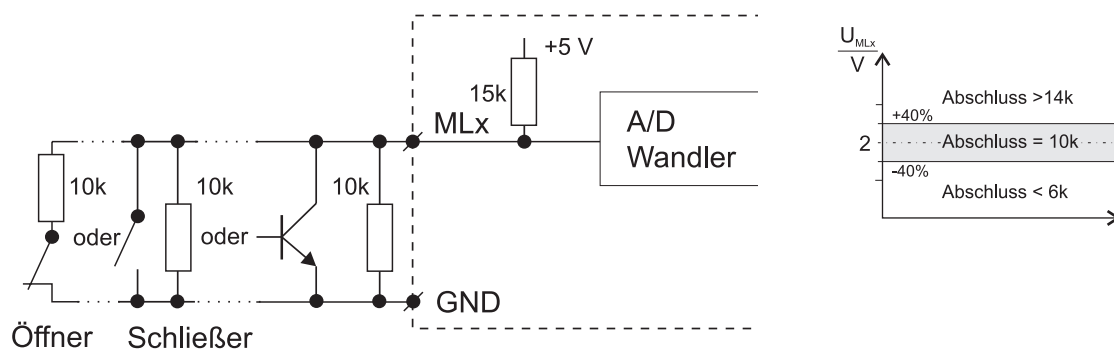 +5 V
15k
MLx
A/D
Wandler
10k
oder
10k
oder
10k
GND
Öffner
Schließer
U MLx
V
Abschluss >14k
+40%
2
Abschluss = 10k
-40%
Abschluss < 6k